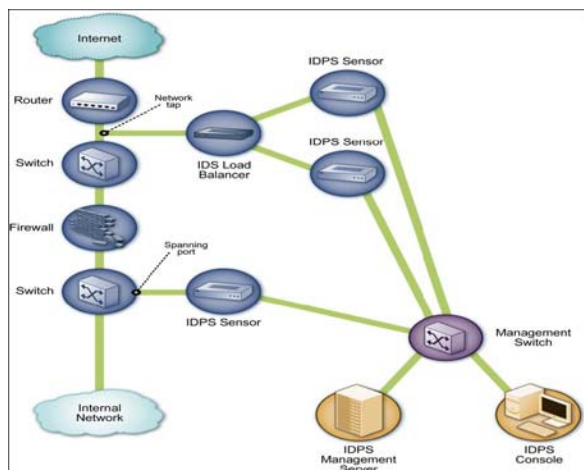 Internet
IDPS Sensor
Router
Network
tap
IDPS Sensor
Switch
IDS Load
Balancer
Firewall
Spanning
port
Switch
IDPS Sensor
Management
Switch
Internal
Network
IDPS
Management
Server
IDPS
Console